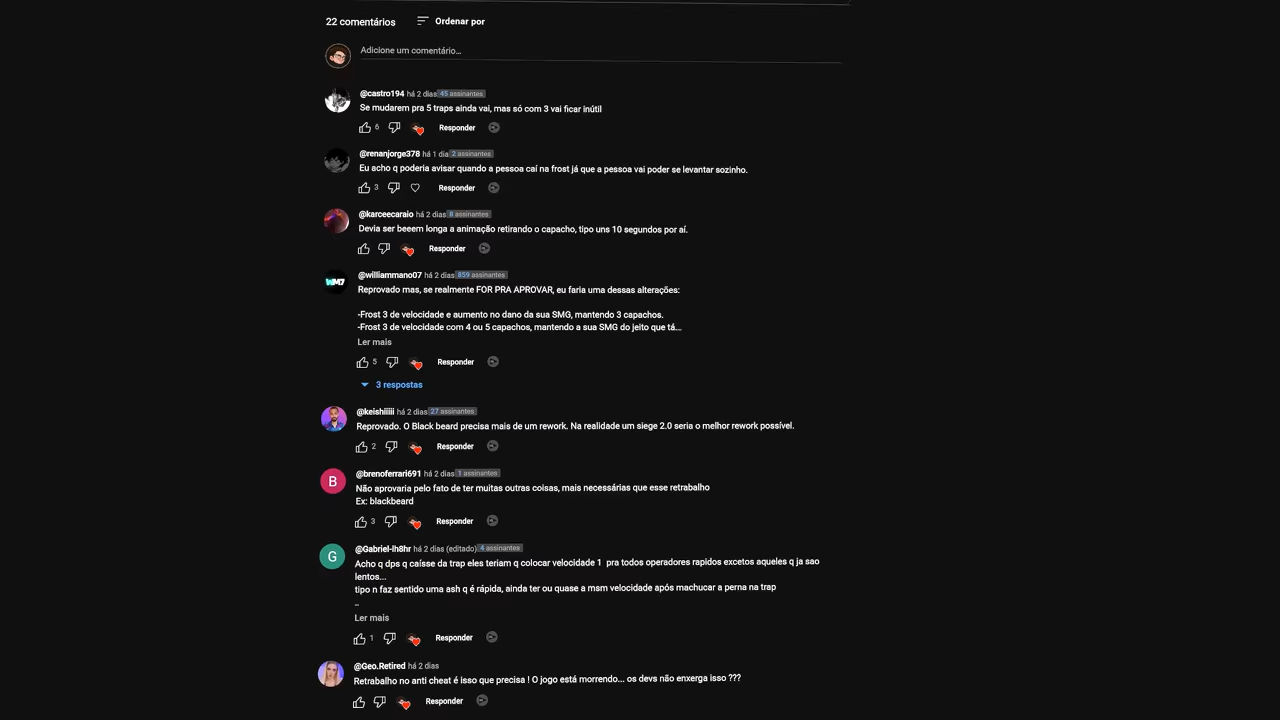 22 comentários
Ordenar por
Adicione um comentário...
@castro194 há 2 dias 45 assinantes
Se mudarem pra 5 traps ainda vai, mas só com 3 vai ficar inútil
6
Responder
@renanjorge378 há 1 dia 2 assinantes
Eu acho q poderia avisar quando a pessoa caí na frost já que a pessoa vai poder se levantar sozinho.
3
Responder
@karceecaraio há 2 dias 8 assinantes
Devia ser beeem longa a animação retirando o capacho, tipo uns 10 segundos por aí.
Responder
WM7
@williammano07 há 2 dias 859 assinantes
Reprovado mas, se realmente FOR PRA APROVAR, eu faria uma dessas alterações:
-Frost 3 de velocidade e aumento no dano da sua SMG, mantendo 3 capachos.
-Frost 3 de velocidade com 4 ou 5 capachos, mantendo a sua SMG do jeito que tá...
Ler mais
5
Responder
3 respostas
@keishiiiii há 2 dias 27 assinantes
Reprovado. O Black beard precisa mais de um rework. Na realidade um siege 2.0 seria o melhor rework possível.
2
Responder
B
@brenoferrari691 há 2 dias 1 assinantes
Não aprovaria pelo fato de ter muitas outras coisas, mais necessárias que esse retrabalho
Ex: blackbeard
3
Responder
G
@Gabriel-lh8hr há 2 dias (editado) 4 assinantes
Acho q dps q caísse da trap eles teriam q colocar velocidade 1 pra todos operadores rapidos excetos aqueles q ja sao
lentos...
tipo n faz sentido uma ash q é rápida, ainda ter ou quase a msm velocidade após machucar a perna na trap
..
Ler mais
1
Responder
@Geo.Retired há 2 dias
Retrabalho no anti cheat é isso que precisa ! O jogo está morrendo... os devs não enxerga isso ???
Responder